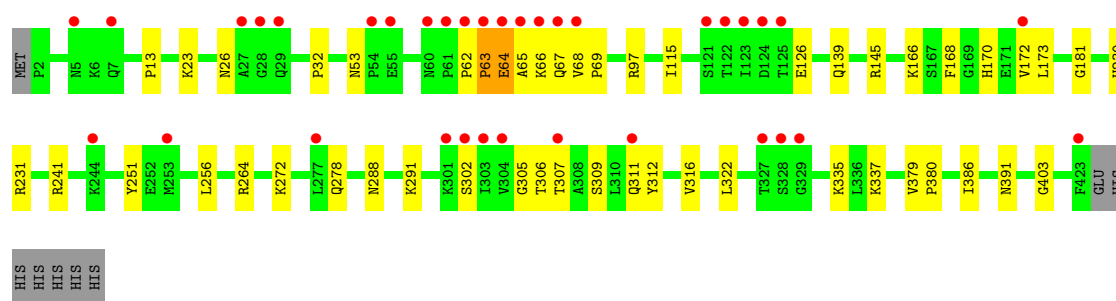 MET P2 N5 K6 Q7 P13 K23 N26 A27 G28 Q29 P32 N53 P54 E55 N60 P61 P62 P63 E64 A65 K66 Q67 V68 P69 R97 I115 S121 T122 I123 D124 T125 E126 Q139 R145 K166 S167 F168 G169 H170 E171 V172 L173 G181
R231 R241 K244 Y251 E252 M253 L256 R264 K272 L277 Q278 N288 K291 K301 S302 I303 V304 G305 T306 T307 A308 S309 L310 Q311 Y312 V316 L322 T327 S328 G329 K335 L336 K337 V379 P380 I386 N391 G403 F423 GLU HIS
HIS HIS HIS HIS HIS